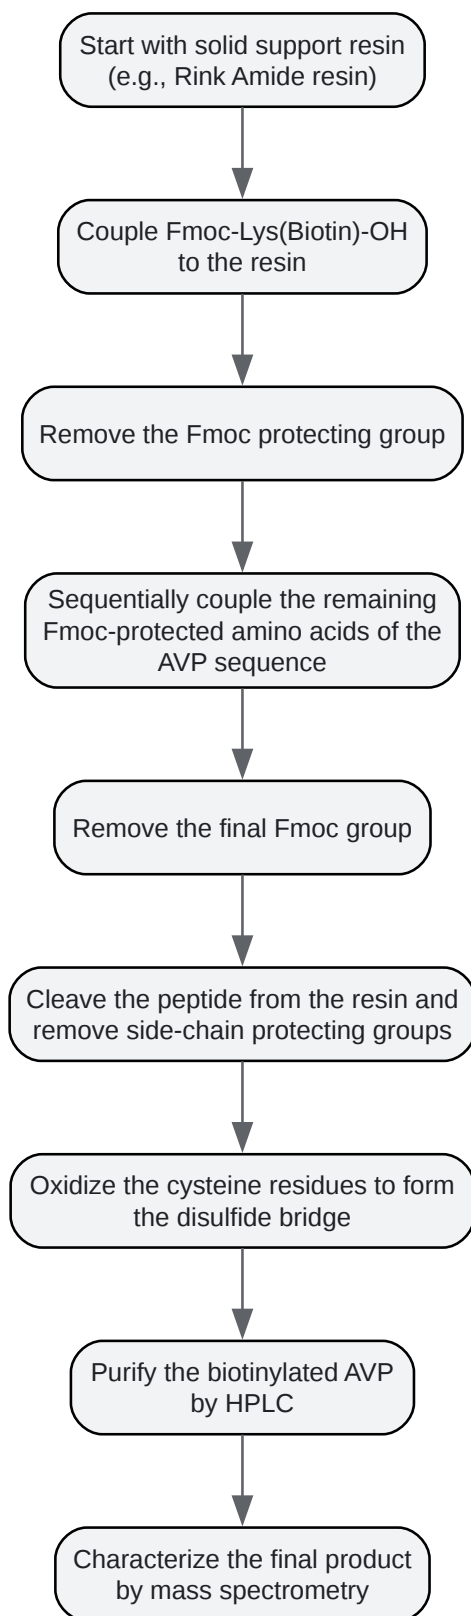 Start with solid support resin
(e.g., Rink Amide resin)
Couple Fmoc-Lys(Biotin)-OH
to the resin
Remove the Fmoc protecting group
Sequentially couple the remaining
Fmoc-protected amino acids of the
AVP sequence
Remove the final Fmoc group
Cleave the peptide from the resin and
remove side-chain protecting groups
Oxidize the cysteine residues to form
the disulfide bridge
Purify the biotinylated AVP
by HPLC
Characterize the final product
by mass spectrometry